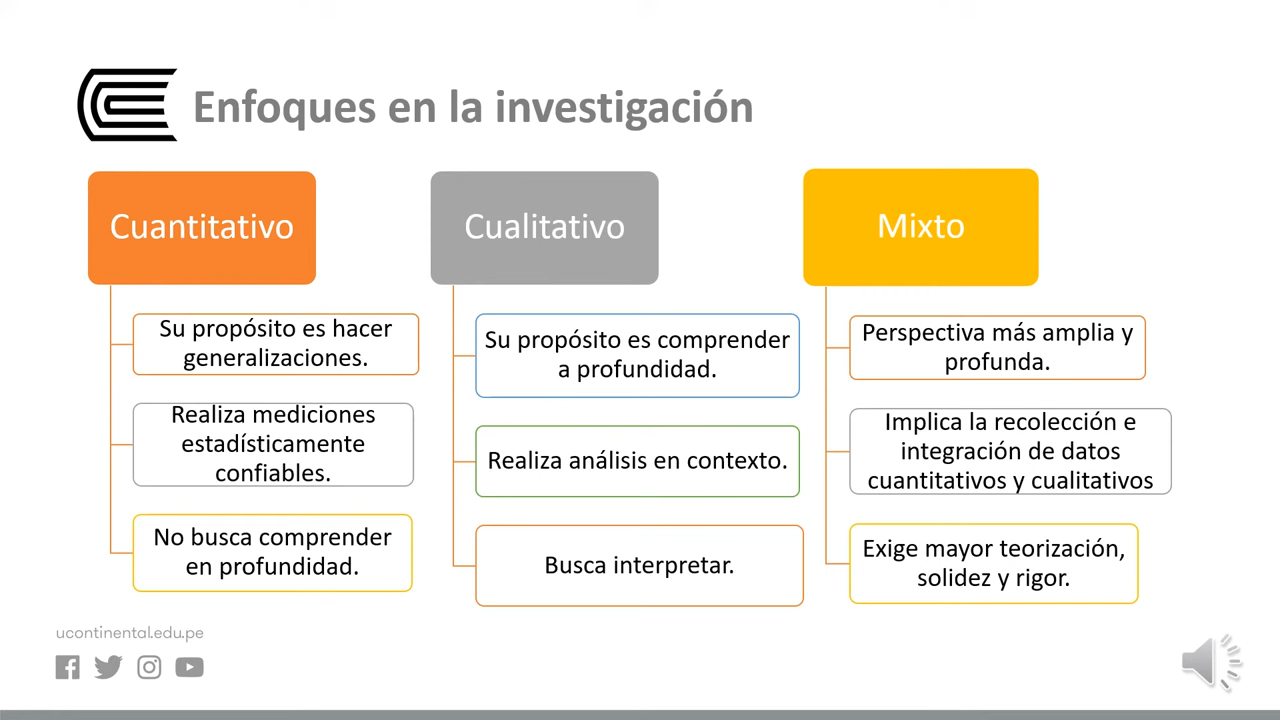 Enfoques en la investigación
Cuantitativo
Su propósito es hacer
generalizaciones.
Realiza mediciones
estadísticamente
confiables.
No busca comprender
en profundidad.
Cualitativo
Su propósito es comprender
a profundidad.
Realiza análisis en contexto.
Busca interpretar.
Mixto
Perspectiva más amplia y
profunda.
Implica la recolección e
integración de datos
cuantitativos y cualitativos
Exige mayor teorización,
solidez y rigor.
ucontinental.edu.pe